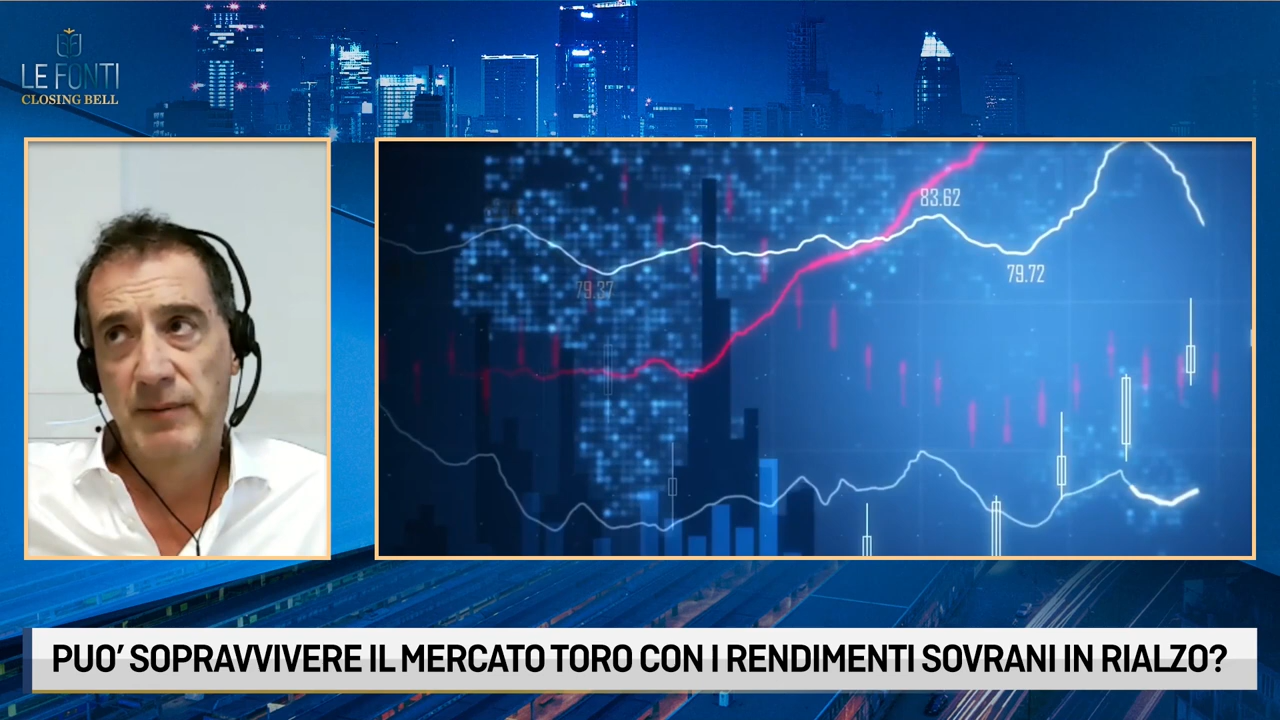 LE FONTI
CLOSING BELL
83.62
79.72
79.37
PUO' SOPRAVVIVERE IL MERCATO TORO CON I RENDIMENTI SOVRANI IN RIALZO?